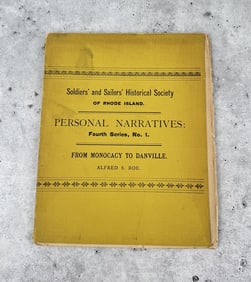 Soldiers' and Sailors' Historical Society
OF RHODE ISLAND.
PERSONAL NARRATIVES:
Fourth Series, No. 1.
FROM MONOCACY TO DANVILLE.
ALFRED S. ROE.